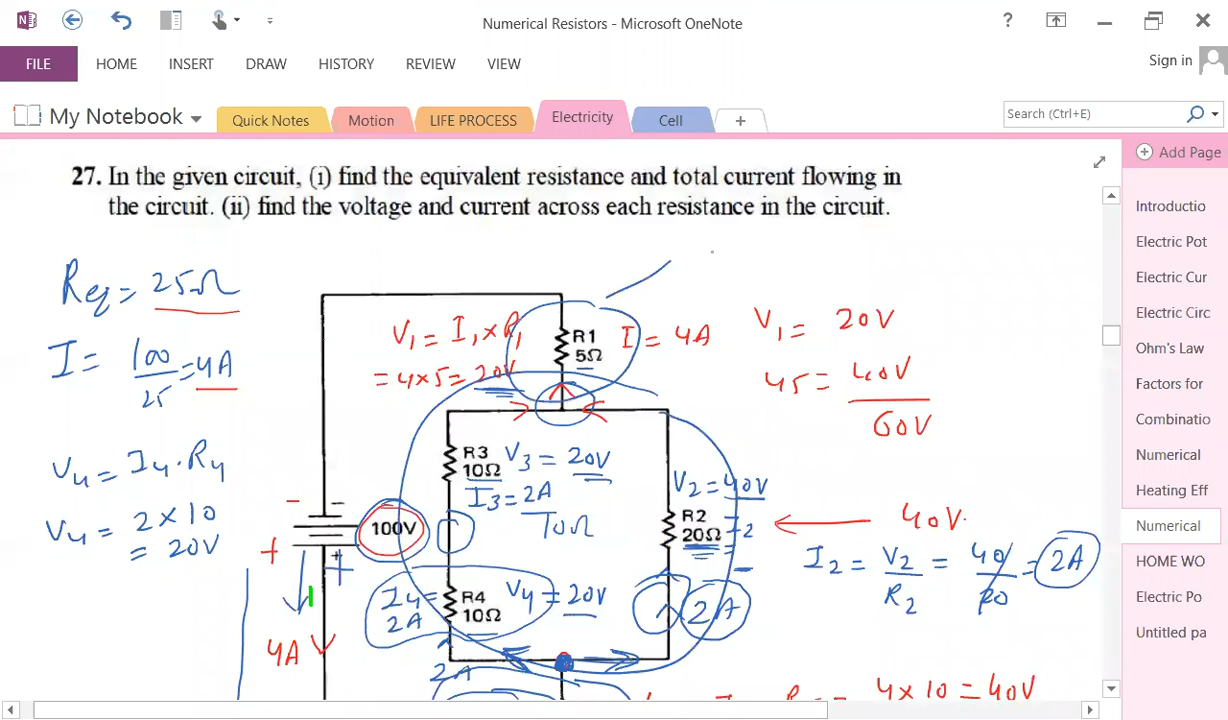 Numerical Resistors - Microsoft OneNote
?
Sign in
FILE HOME INSERT DRAW HISTORY REVIEW VIEW
My Notebook
Quick Notes
Motion
LIFE PROCESS
Electricity
Cell
+
Search (Ctrl+E)
Add Page
Introductio
Electric Pot
Electric Cur
Electric Circ
Ohm's Law
Factors for
Combinatio
Numerical
Heating Eff
Numerical
HOME WO
Electric Po
Untitled pa
27. In the given circuit, (i) find the equivalent resistance and total current flowing in
the circuit. (ii) find the voltage and current across each resistance in the circuit.
Req = 25Ω
I = 100/25 = 4A
V4 = I4 . R4
V4 = 2 x 10
= 20V
V1 = I1 x R1
= 4x5 = 20V
R1
5Ω
I = 4A
V1 = 20V
45 = 40V
60V
R3
10Ω
V3 = 20V
I3 = 2A
10Ω
V2 = 40V
R2
20Ω
100V
- -
+ +
40V
I2 = V2/R2 = 40/20 = 2A
I4 =
2A
R4
10Ω
V4 = 20V
2A
4A
2A
4 x 10 = 40V